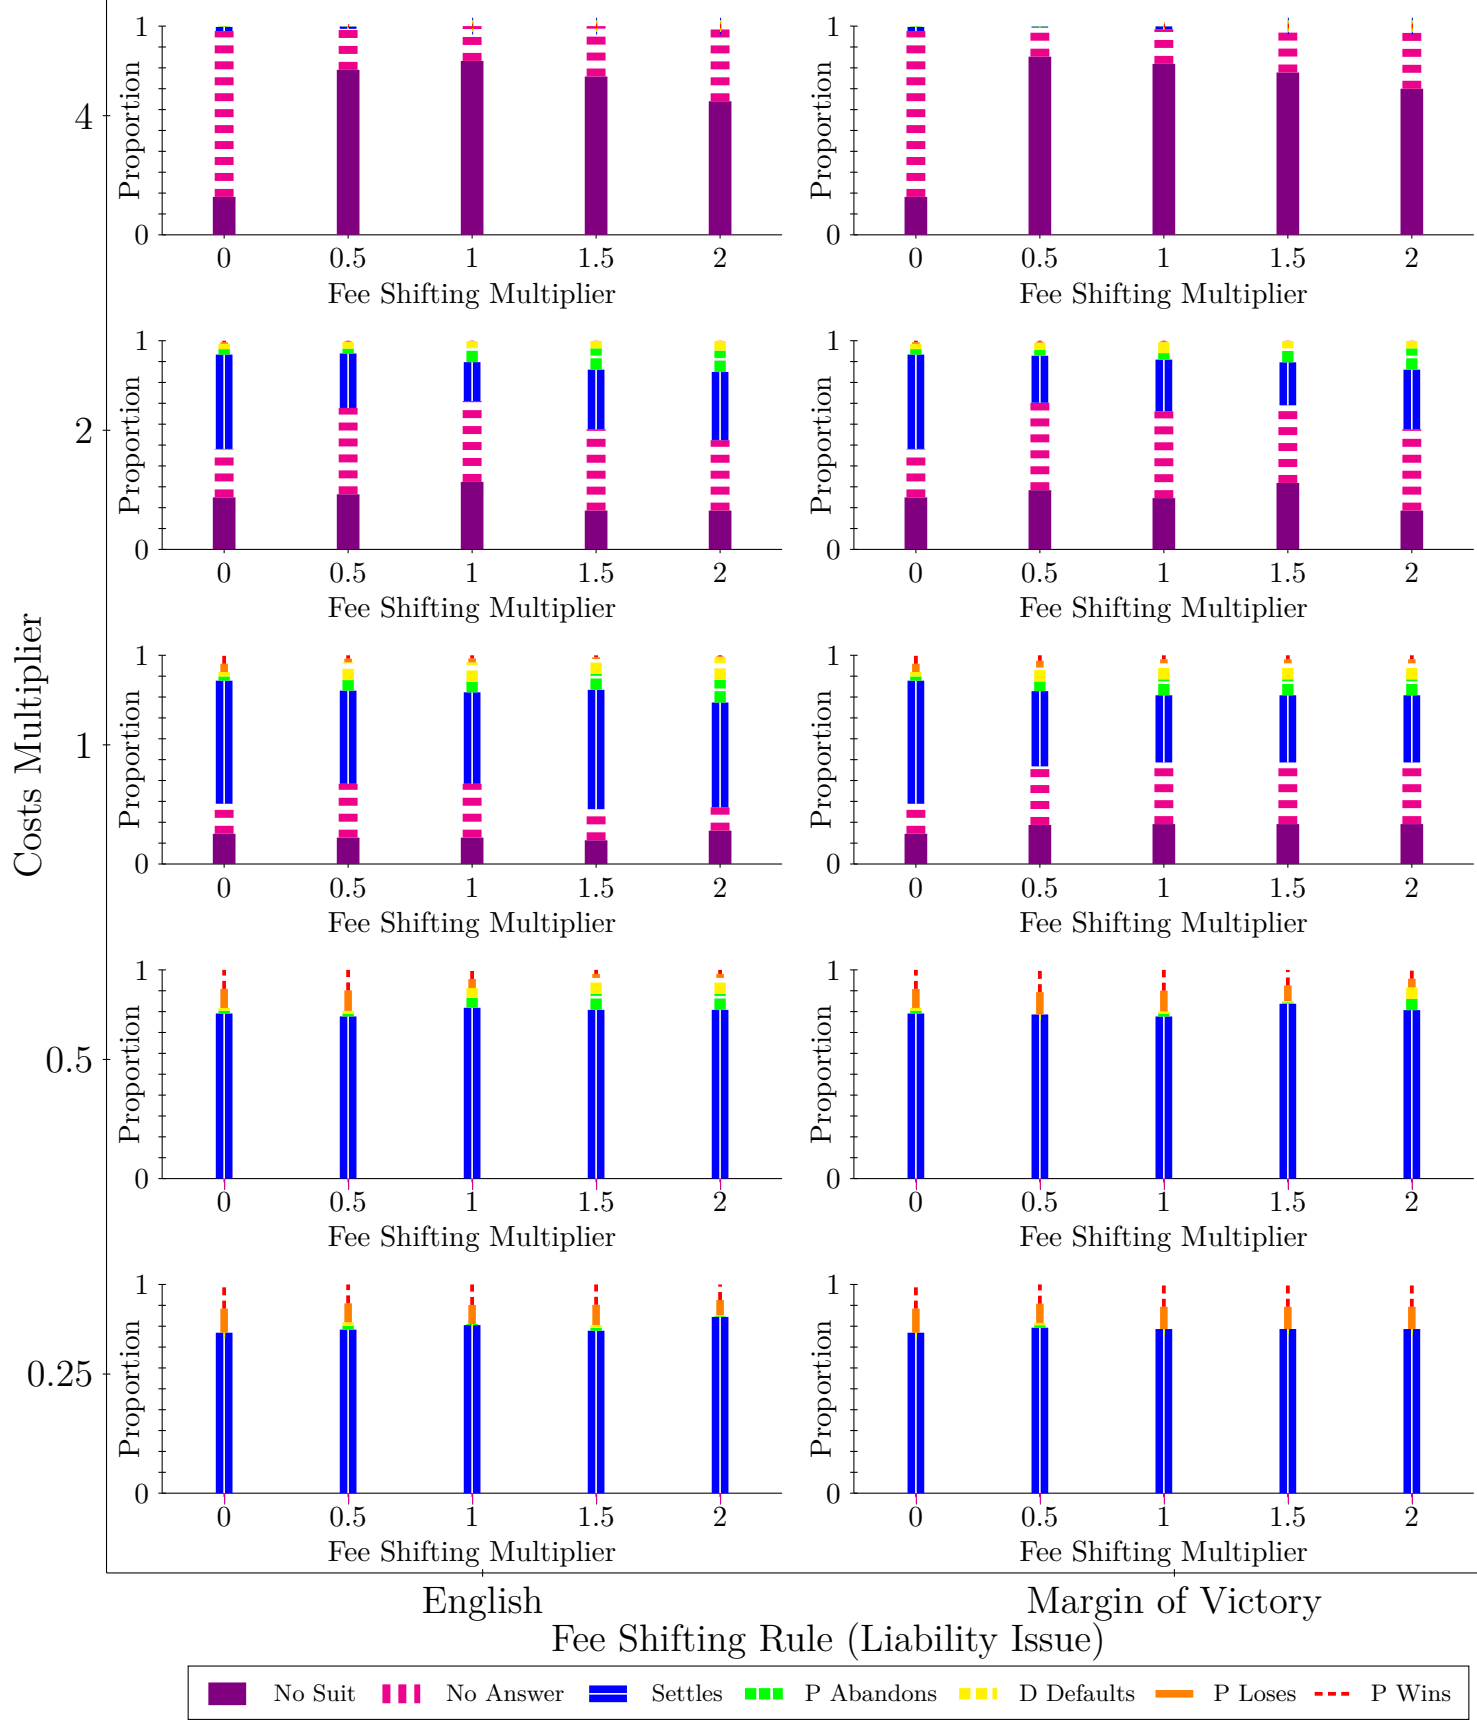 Costs Multiplier
4
Proportion
1
0
0 0.5 1 1.5 2
Fee Shifting Multiplier
Proportion
1
0
0 0.5 1 1.5 2
Fee Shifting Multiplier
2
Proportion
1
0
0 0.5 1 1.5 2
Fee Shifting Multiplier
Proportion
1
0
0 0.5 1 1.5 2
Fee Shifting Multiplier
1
Proportion
1
0
0 0.5 1 1.5 2
Fee Shifting Multiplier
Proportion
1
0
0 0.5 1 1.5 2
Fee Shifting Multiplier
0.5
Proportion
1
0
0 0.5 1 1.5 2
Fee Shifting Multiplier
Proportion
1
0
0 0.5 1 1.5 2
Fee Shifting Multiplier
0.25
Proportion
1
0
0 0.5 1 1.5 2
Fee Shifting Multiplier
Proportion
1
0
0 0.5 1 1.5 2
Fee Shifting Multiplier
English
Margin of Victory
Fee Shifting Rule (Liability Issue)
No Suit No Answer Settles P Abandons D Defaults P Loses P Wins